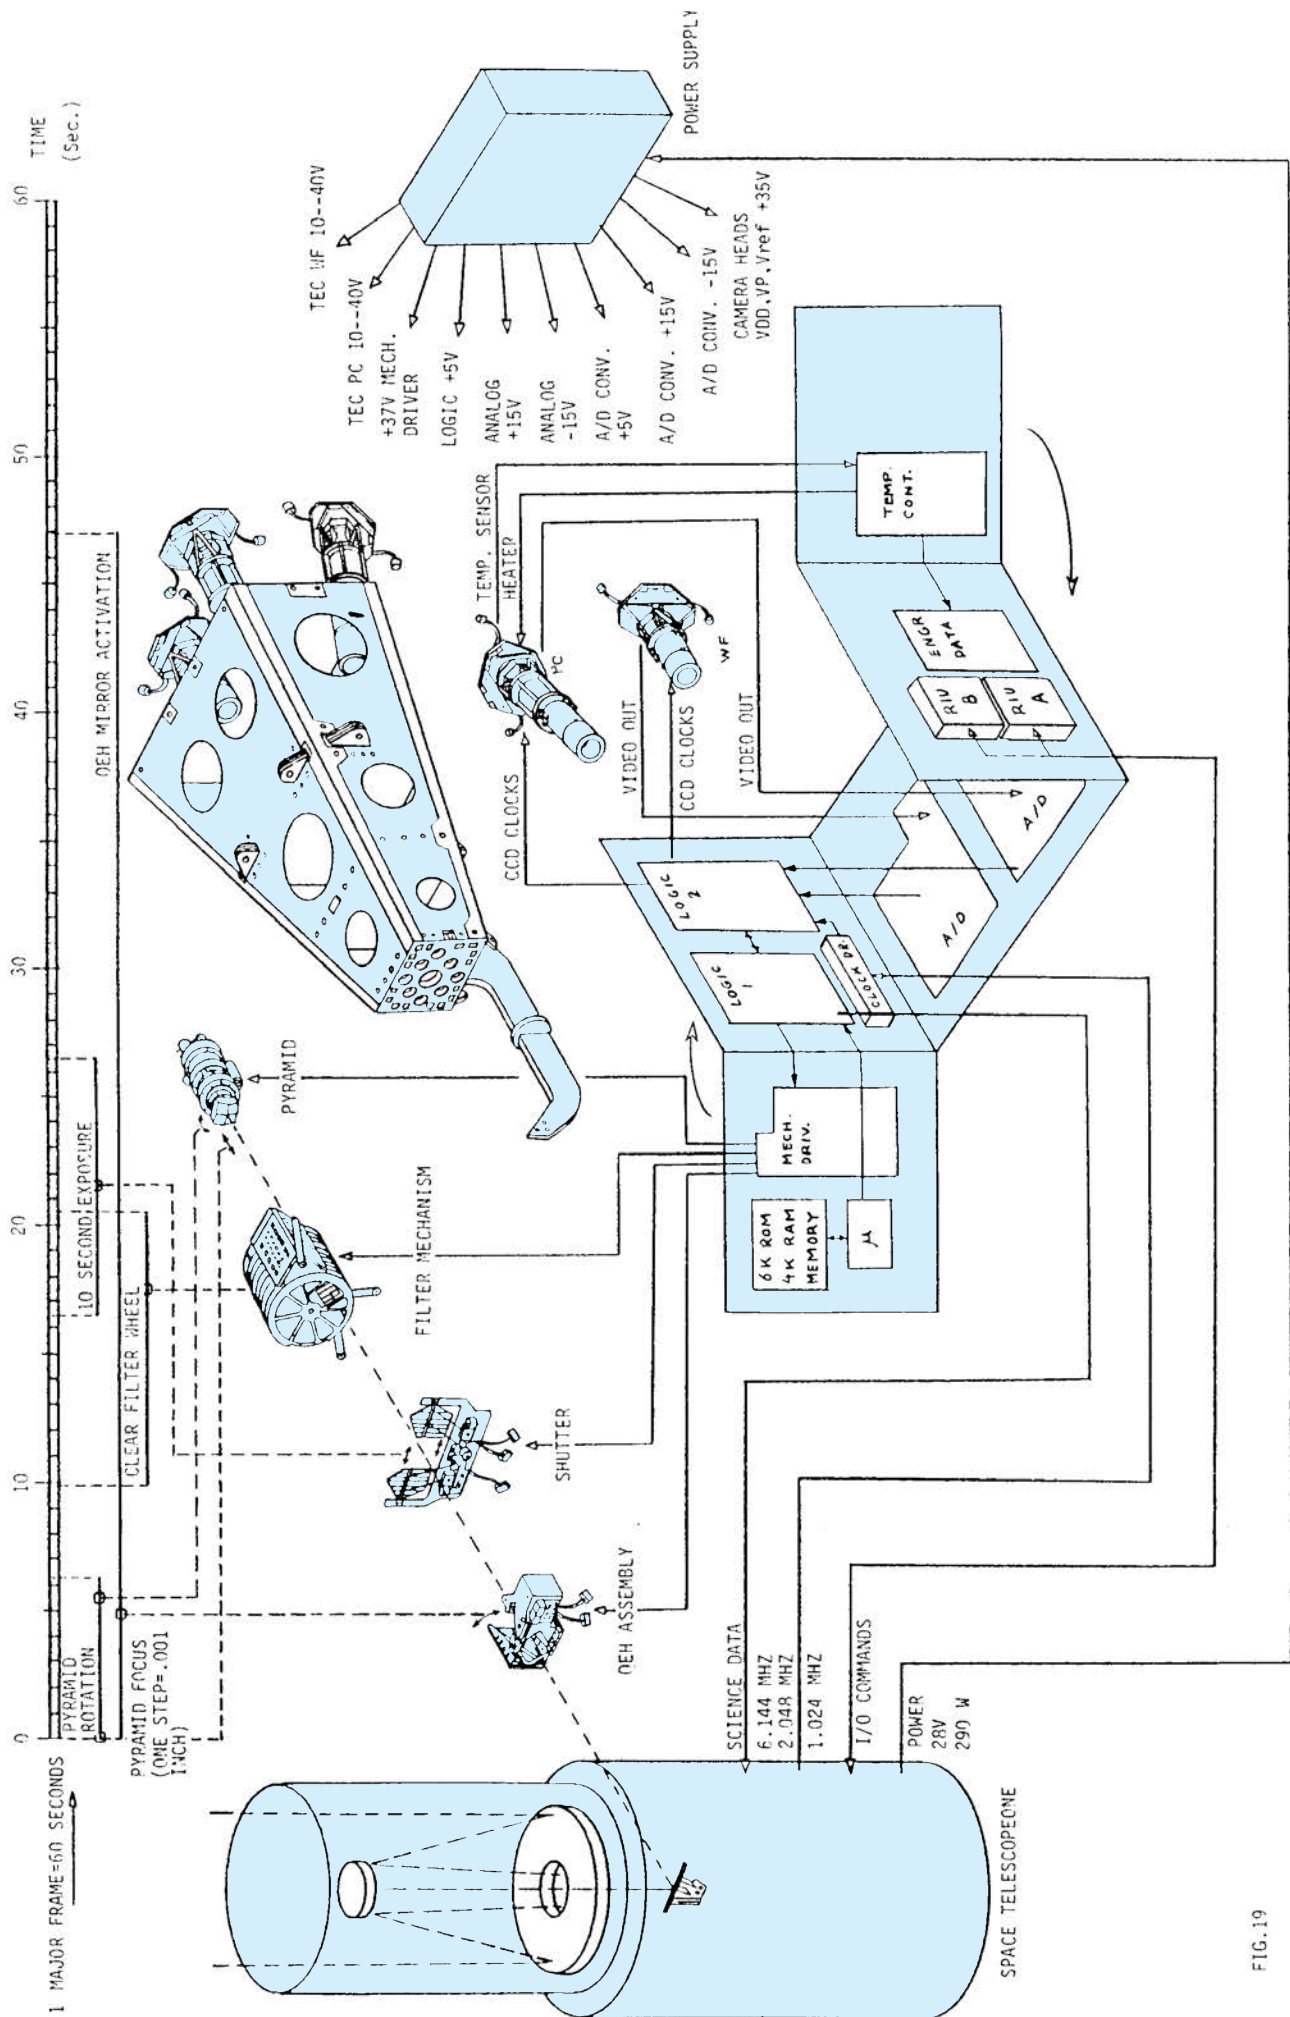 1 MAJOR FRAME=60 SECONDS
0
10
20
30
40
50
60
TIME
(Sec.)
PYRAMID
ROTATION
10 SECOND EXPOSURE
OEH MIRROR ACTIVATION
CLEAR FILTER WHEEL
PYRAMID FOCUS
(ONE STEP=.001
INCH)
PYRAMID
FILTER MECHANISM
SHUTTER
OEH ASSEMBLY
TEC WF 10--40V
TEC PC 10--40V
+37V MECH.
DRIVER
LOGIC +5V
ANALOG
+15V
ANALOG
-15V
A/D CONV.
+5V
A/D CONV. +15V
A/D CONV. -15V
CAMERA HEADS
VDD,VP,Vref +35V
POWER SUPPLY
TEMP. SENSOR
HEATER
PC
WF
CCD CLOCKS
VIDEO OUT
CCD CLOCKS
VIDEO OUT
LOGIC
1
LOGIC
2
CLOCK DR.
A/D
A/D
RIU
B
RIU
A
ENGR
DATA
TEMP.
CONT.
MECH.
DRIV.
6K ROM
4K RAM
MEMORY
μ
SCIENCE DATA
6.144 MHZ
2.048 MHZ
1.024 MHZ
I/O COMMANDS
POWER
28V
290 W
SPACE TELESCOPEONE
FIG.19